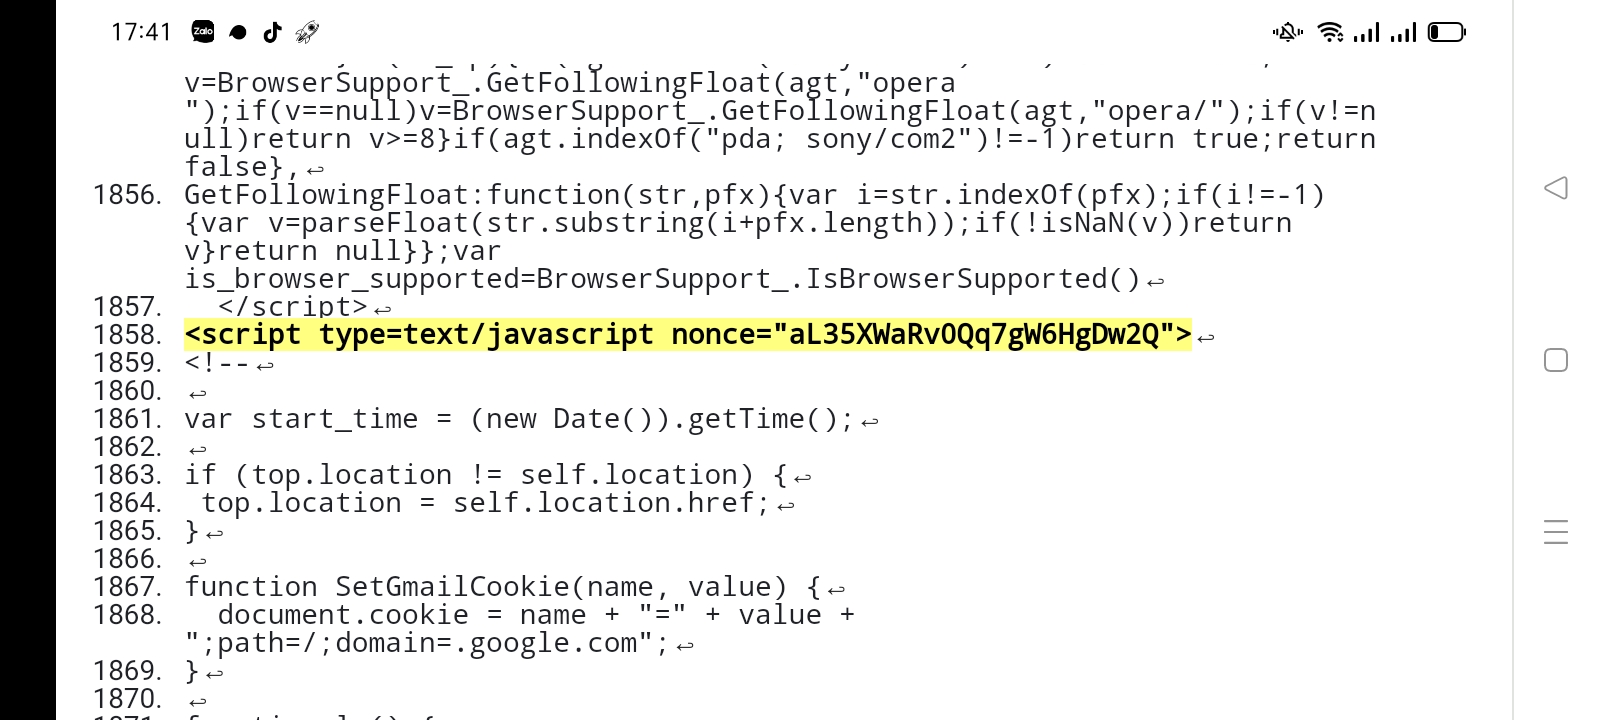 17:41
Zalo
v=BrowserSupport_.GetFollowingFloat(agt,"opera
");if(v==null)v=BrowserSupport_.GetFollowingFloat(agt,"opera/");if(v!=n
ull)return v>=8}if(agt.indexOf("pda; sony/com2")!=-1)return true;return
false},↩
1856. GetFollowingFloat:function(str,pfx){var i=str.indexOf(pfx);if(i!=-1)
{var v=parseFloat(str.substring(i+pfx.length));if(!isNaN(v))return
v}return null}};var
is_browser_supported=BrowserSupport_.IsBrowserSupported()↩
1857.   </script>↩
1858. <script type=text/javascript nonce="aL35XWaRv0Qq7gW6HgDw2Q">↩
1859. <!--↩
1860. ↩
1861. var start_time = (new Date()).getTime();↩
1862. ↩
1863. if (top.location != self.location) {↩
1864.  top.location = self.location.href;↩
1865. }↩
1866. ↩
1867. function SetGmailCookie(name, value) {↩
1868.   document.cookie = name + "=" + value +
";path=/;domain=.google.com";↩
1869. }↩
1870. ↩